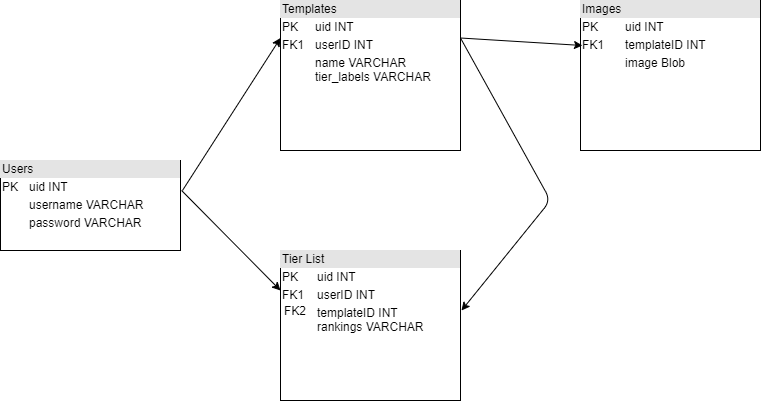 Templates
PK uid INT
FK1 userID INT
name VARCHAR
tier_labels VARCHAR
Images
PK uid INT
FK1 templateID INT
image Blob
Users
PK uid INT
username VARCHAR
password VARCHAR
Tier List
PK uid INT
FK1 userID INT
FK2 templateID INT
rankings VARCHAR